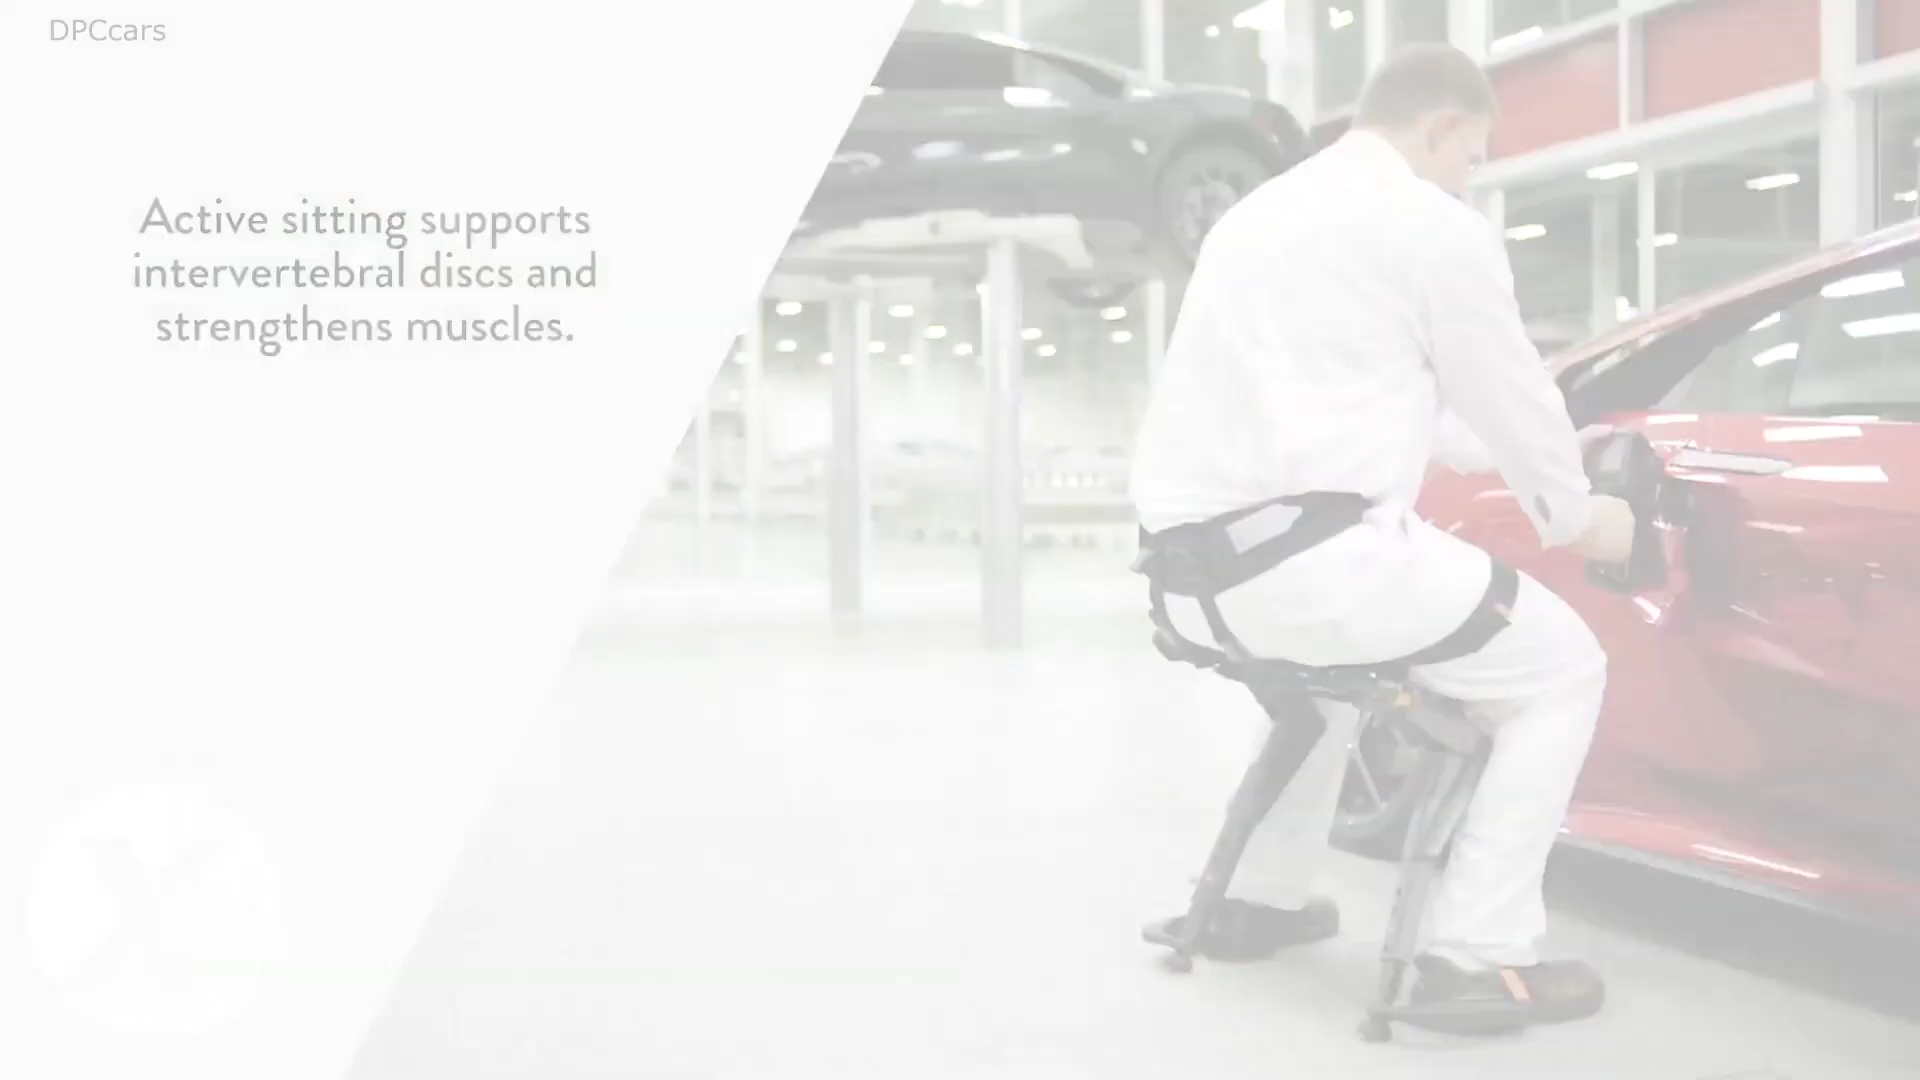 DPCcars
Active sitting supports
intervertebral discs and
strengthens muscles.